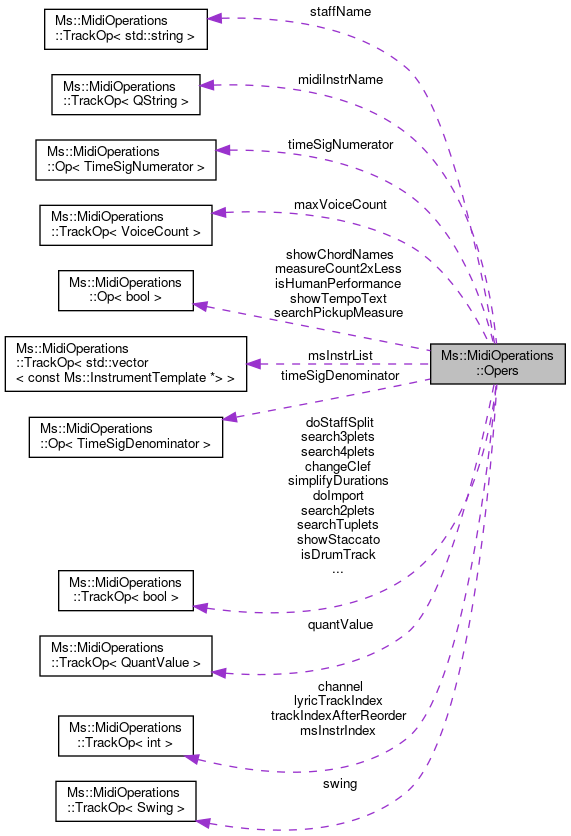 staffName
Ms::MidiOperations
::TrackOp< std::string >
midiInstrName
Ms::MidiOperations
::TrackOp< QString >
timeSigNumerator
Ms::MidiOperations
::Op< TimeSigNumerator >
maxVoiceCount
Ms::MidiOperations
::TrackOp< VoiceCount >
showChordNames
measureCount2xLess
isHumanPerformance
showTempoText
searchPickupMeasure
Ms::MidiOperations
::Op< bool >
Ms::MidiOperations
::TrackOp< std::vector
< const Ms::InstrumentTemplate *> >
msInstrList
Ms::MidiOperations
::Opers
timeSigDenominator
Ms::MidiOperations
::Op< TimeSigDenominator >
doStaffSplit
search3plets
search4plets
changeClef
simplifyDurations
doImport
search2plets
searchTuplets
showStaccato
isDrumTrack
...
Ms::MidiOperations
::TrackOp< bool >
quantValue
Ms::MidiOperations
::TrackOp< QuantValue >
channel
lyricTrackIndex
trackIndexAfterReorder
msInstrIndex
Ms::MidiOperations
::TrackOp< int >
swing
Ms::MidiOperations
::TrackOp< Swing >